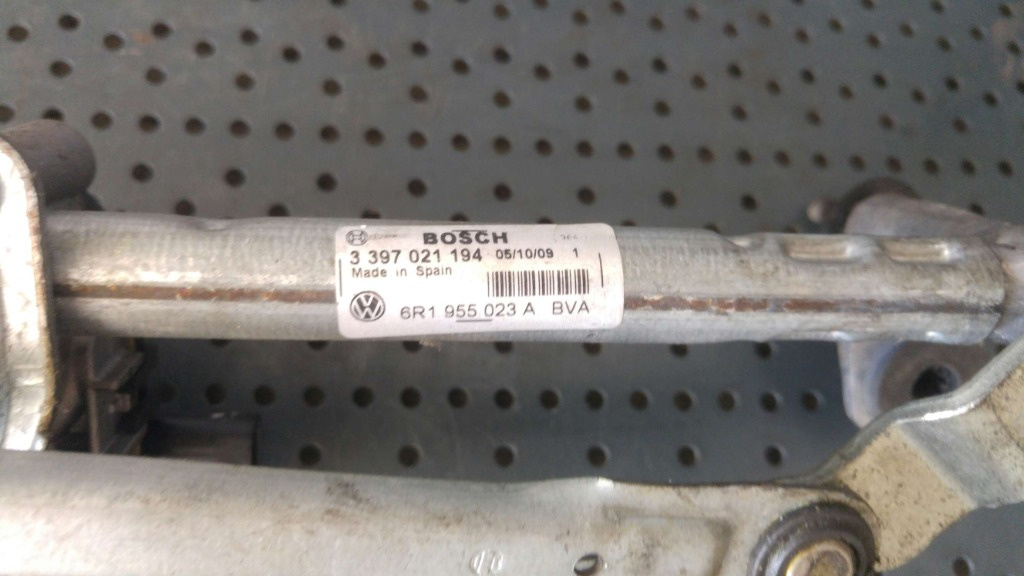 BOSCH
3 397 021 194 05/10/09 1
Made in Spain
6R1 955 023 A BVA